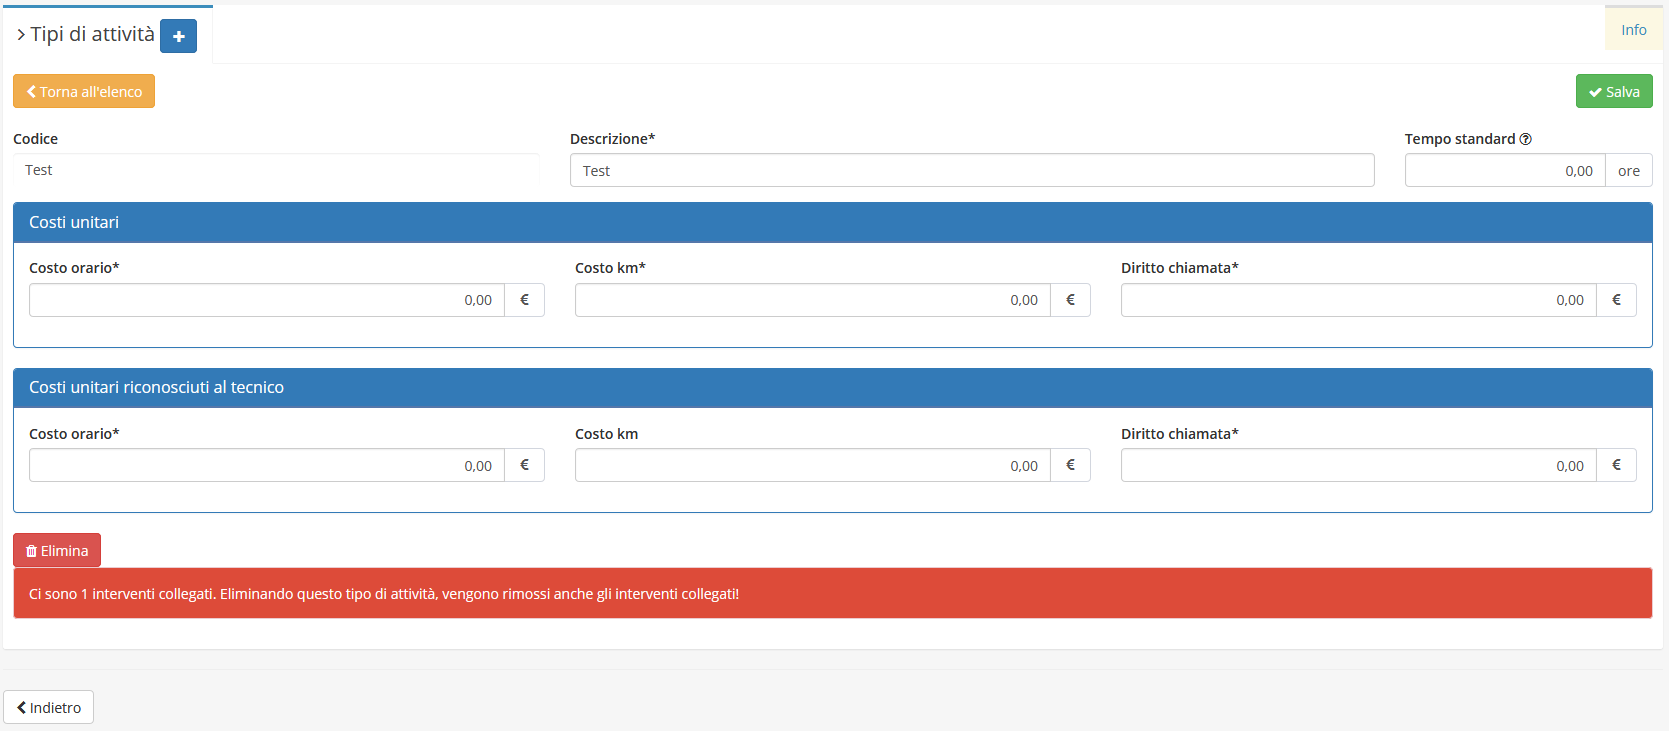 Tipi di attività
Info
Torna all'elenco
Salva
Codice
Descrizione*
Tempo standard
Test
Test
0,00 ore
Costi unitari
Costo orario*
Costo km*
Diritto chiamata*
0,00 €
0,00 €
0,00 €
Costi unitari riconosciuti al tecnico
Costo orario*
Costo km
Diritto chiamata*
0,00 €
0,00 €
0,00 €
Elimina
Ci sono 1 interventi collegati. Eliminando questo tipo di attività, vengono rimossi anche gli interventi collegati!
Indietro